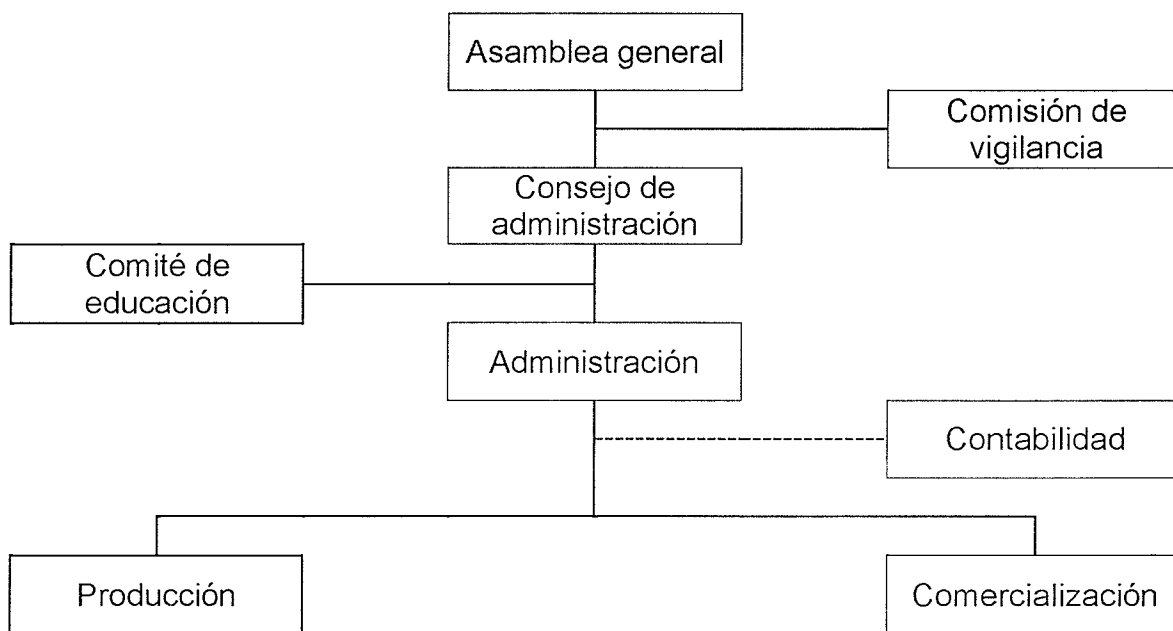 Asamblea general
Comisión de
vigilancia
Consejo de
administración
Comité de
educación
Administración
Contabilidad
Producción
Comercialización